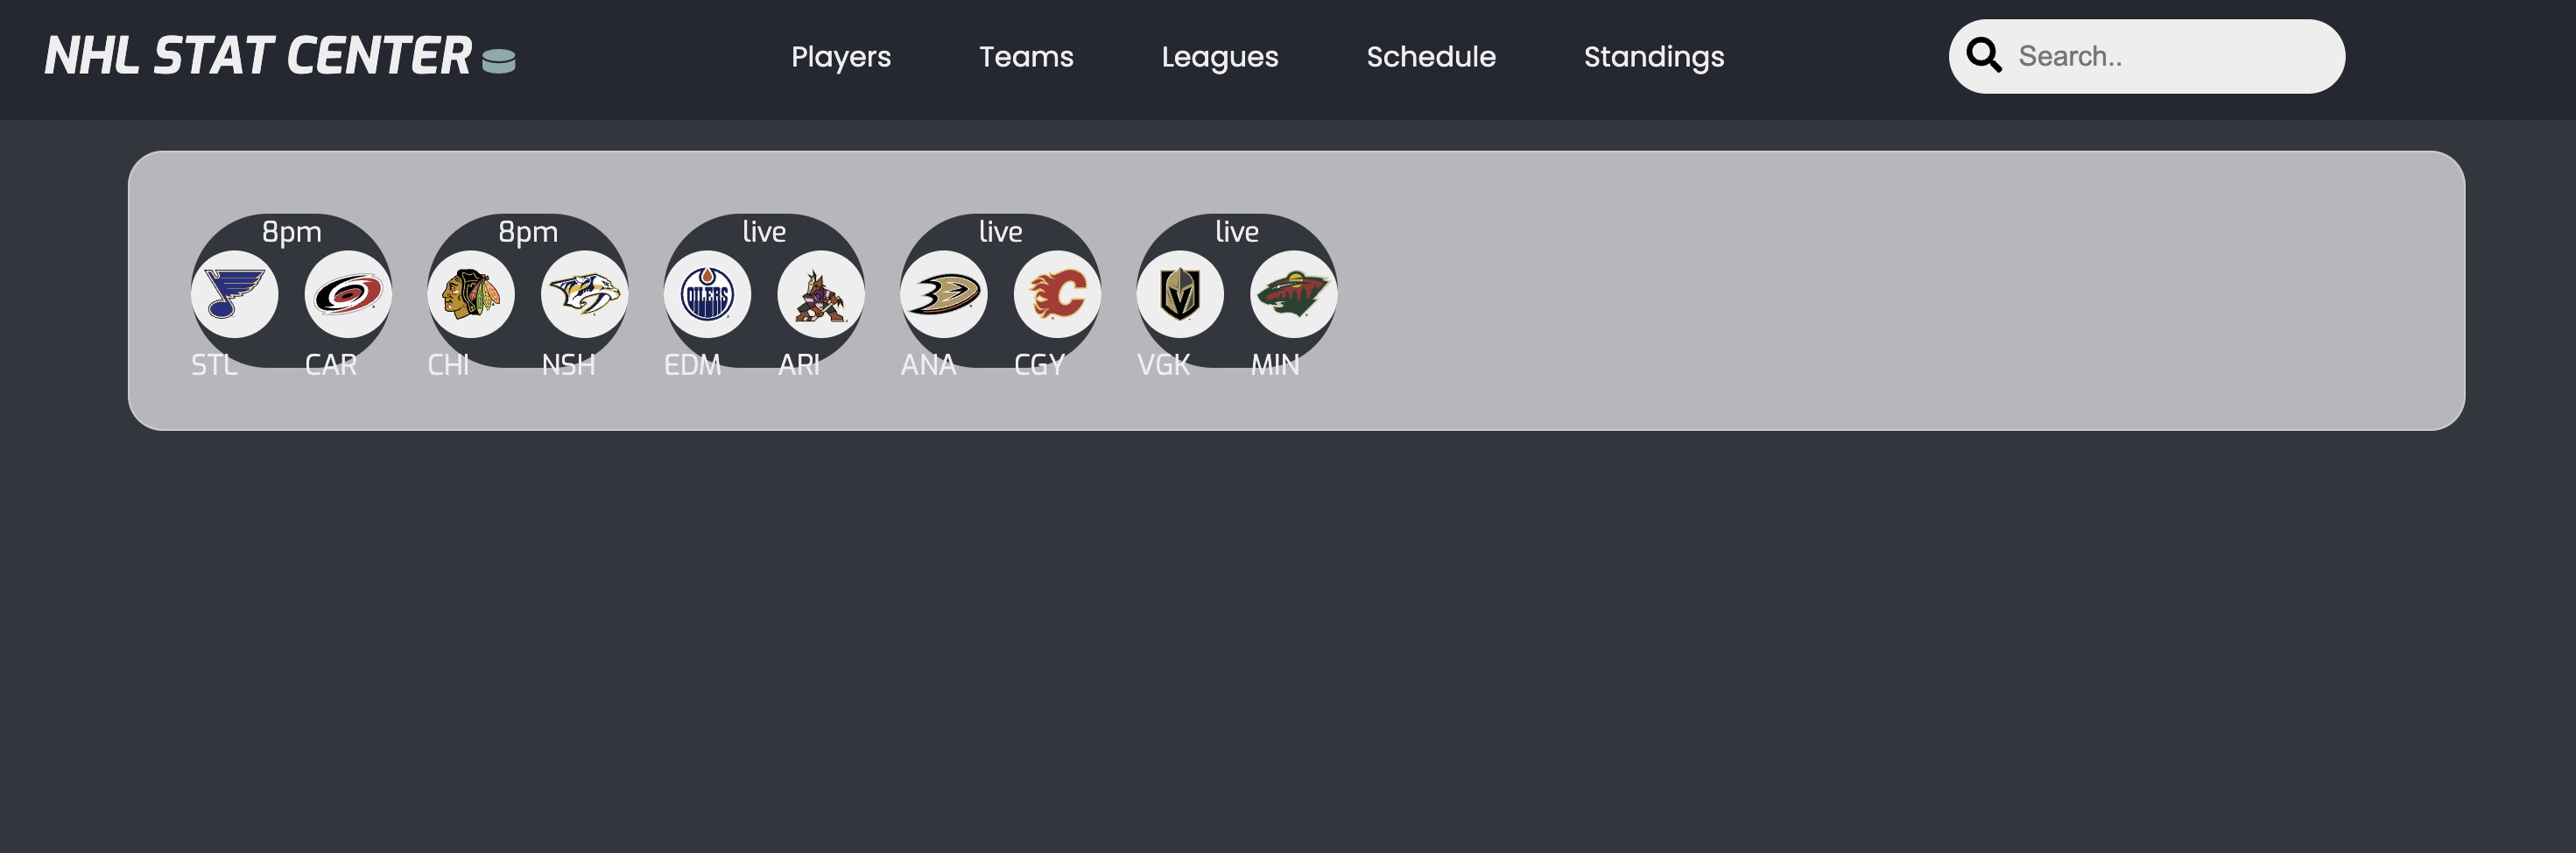 NHL STAT CENTER
Players Teams Leagues Schedule Standings
Search..
8pm 8pm live live live
OILERS
STL CAR CHI NSH EDM ARI ANA CGY VGK MIN